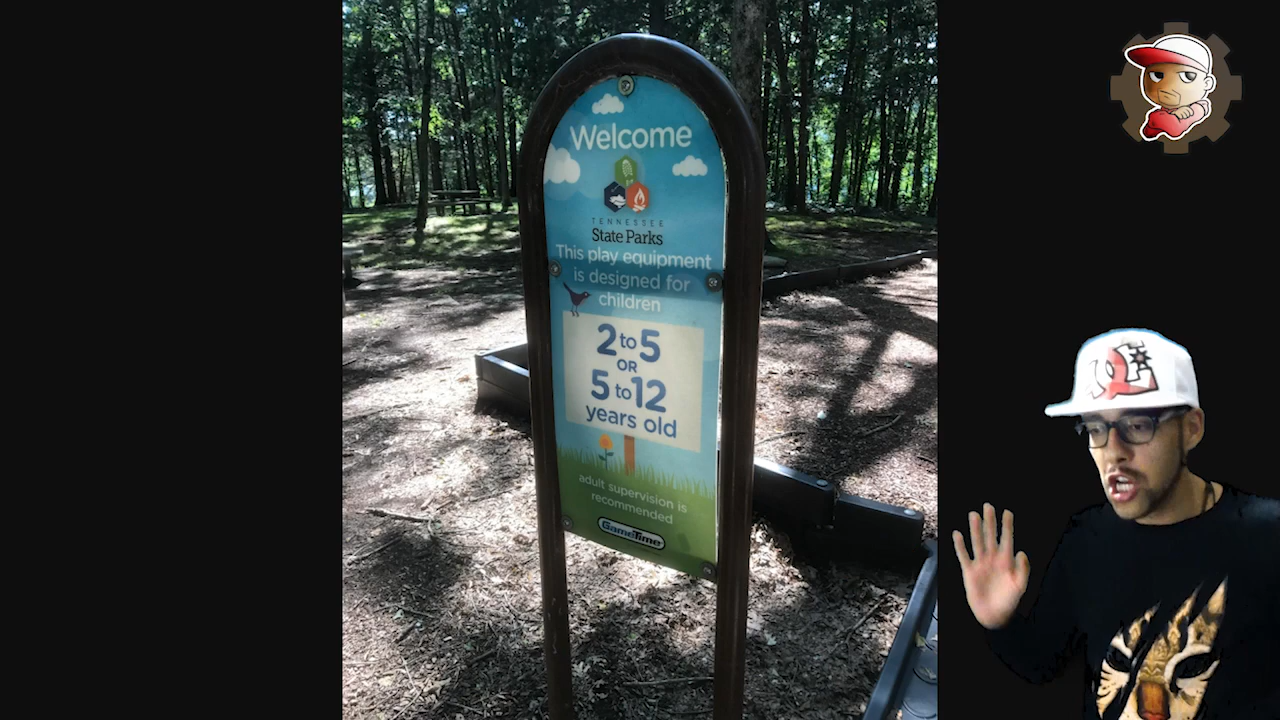 Welcome
TENNESSEE
State Parks
This play equipment
is designed for
children
2 to 5
OR
5 to 12
years old
adult supervision is
recommended
GameTime